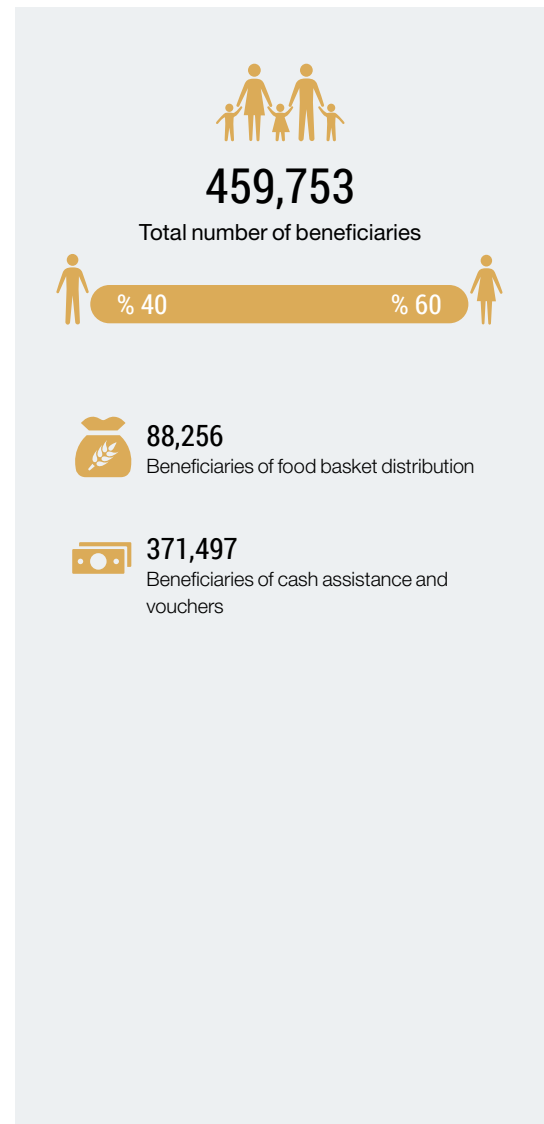 459,753
Total number of beneficiaries
% 40
% 60
88,256
Beneficiaries of food basket distribution
371,497
Beneficiaries of cash assistance and
vouchers